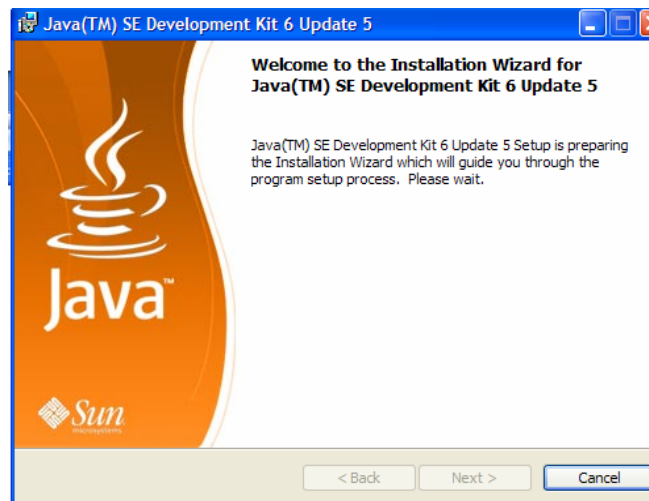 Java(TM) SE Development Kit 6 Update 5
Welcome to the Installation Wizard for
Java(TM) SE Development Kit 6 Update 5
Java(TM) SE Development Kit 6 Update 5 Setup is preparing
the Installation Wizard which will guide you through the
program setup process.  Please wait.
Java™
Sun
microsystems
< Back
Next >
Cancel